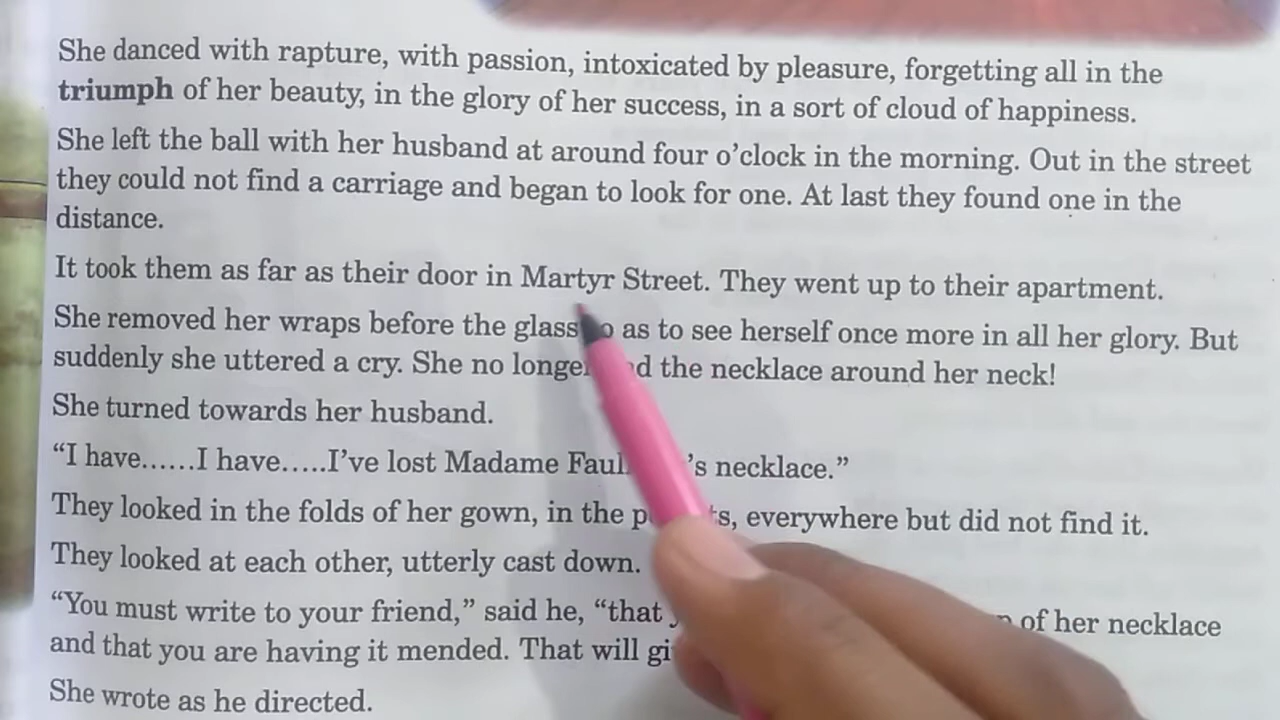 She danced with rapture, with passion, intoxicated by pleasure, forgetting all in the
triumph of her beauty, in the glory of her success, in a sort of cloud of happiness.
She left the ball with her husband at around four o’clock in the morning. Out in the street
they could not find a carriage and began to look for one. At last they found one in the
distance.
It took them as far as their door in Martyr Street. They went up to their apartment.
She removed her wraps before the glass as to see herself once more in all her glory. But
suddenly she uttered a cry. She no longer the necklace around her neck!
She turned towards her husband.
“I have......I have.....I’ve lost Madame necklace.”
They looked in the folds of her gown, in the everywhere but did not find it.
They looked at each other, utterly cast down.
“You must write to your friend,” said he, “that of her necklace
and that you are having it mended. That will
She wrote as he directed.